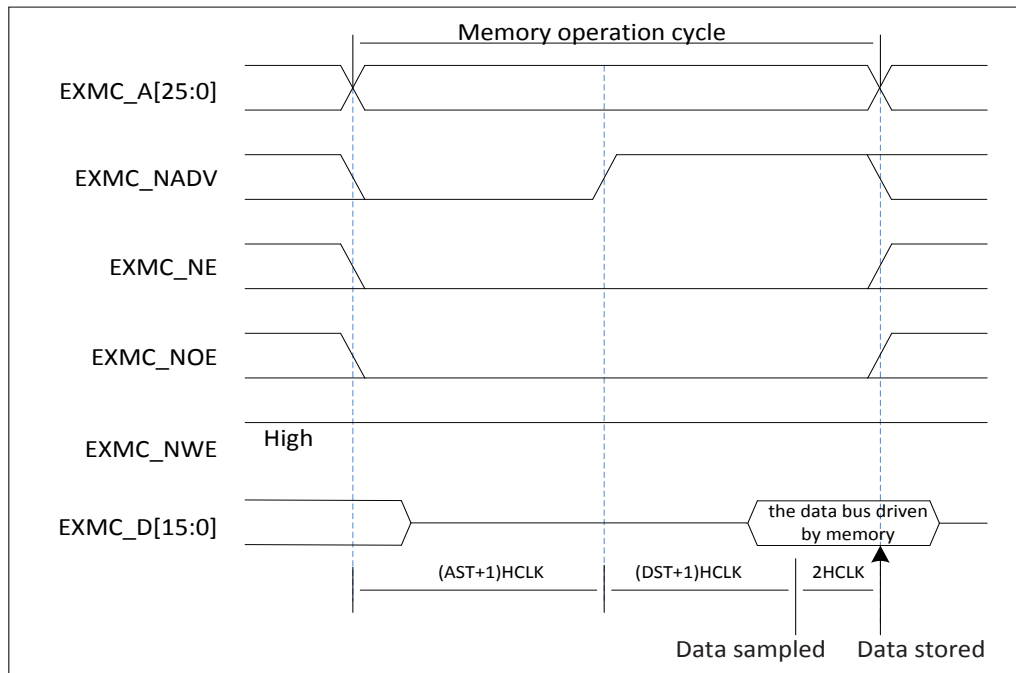 Memory operation cycle
EXMC_A[25:0]
EXMC_NADV
EXMC_NE
EXMC_NOE
High
EXMC_NWE
EXMC_D[15:0]
the data bus driven
by memory
(AST+1)HCLK
(DST+1)HCLK
2HCLK
Data sampled
Data stored